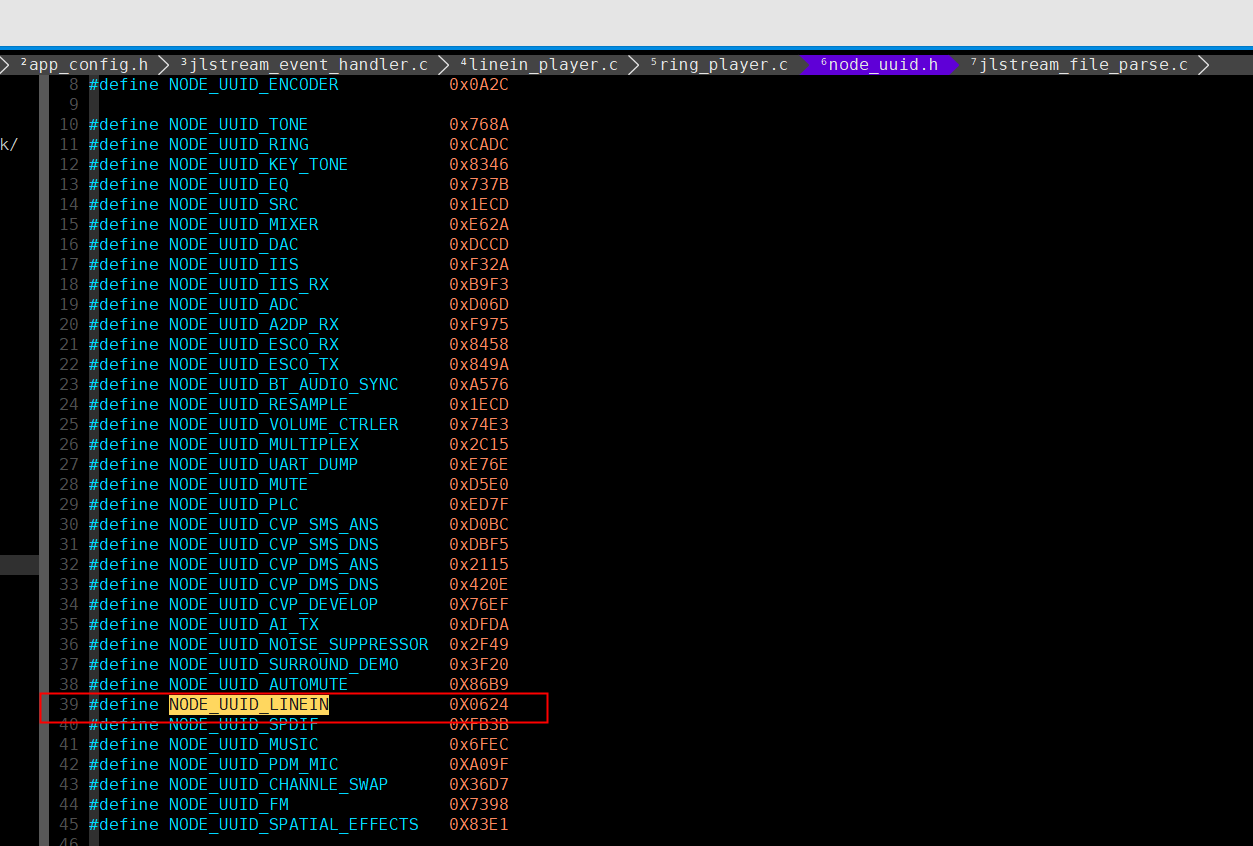 ²app_config.h ³jlstream_event_handler.c ⁴linein_player.c ⁵ring_player.c ⁶node_uuid.h ⁷jlstream_file_parse.c
8 #define NODE_UUID_ENCODER 0x0A2C
9
10 #define NODE_UUID_TONE 0x768A
k/ 11 #define NODE_UUID_RING 0xCADC
12 #define NODE_UUID_KEY_TONE 0x8346
13 #define NODE_UUID_EQ 0x737B
14 #define NODE_UUID_SRC 0x1ECD
15 #define NODE_UUID_MIXER 0xE62A
16 #define NODE_UUID_DAC 0xDCCD
17 #define NODE_UUID_IIS 0xF32A
18 #define NODE_UUID_IIS_RX 0xB9F3
19 #define NODE_UUID_ADC 0xD06D
20 #define NODE_UUID_A2DP_RX 0xF975
21 #define NODE_UUID_ESCO_RX 0x8458
22 #define NODE_UUID_ESCO_TX 0x849A
23 #define NODE_UUID_BT_AUDIO_SYNC 0xA576
24 #define NODE_UUID_RESAMPLE 0x1ECD
25 #define NODE_UUID_VOLUME_CTRLER 0x74E3
26 #define NODE_UUID_MULTIPLEX 0x2C15
27 #define NODE_UUID_UART_DUMP 0xE76E
28 #define NODE_UUID_MUTE 0xD5E0
29 #define NODE_UUID_PLC 0xED7F
30 #define NODE_UUID_CVP_SMS_ANS 0xD0BC
31 #define NODE_UUID_CVP_SMS_DNS 0xDBF5
32 #define NODE_UUID_CVP_DMS_ANS 0x2115
33 #define NODE_UUID_CVP_DMS_DNS 0x420E
34 #define NODE_UUID_CVP_DEVELOP 0X76EF
35 #define NODE_UUID_AI_TX 0xDFDA
36 #define NODE_UUID_NOISE_SUPPRESSOR 0x2F49
37 #define NODE_UUID_SURROUND_DEMO 0x3F20
38 #define NODE_UUID_AUTOMUTE 0X86B9
39 #define NODE_UUID_LINEIN 0X0624
40 #define NODE_UUID_SPDIF 0XFB3B
41 #define NODE_UUID_MUSIC 0x6FEC
42 #define NODE_UUID_PDM_MIC 0XA09F
43 #define NODE_UUID_CHANNLE_SWAP 0X36D7
44 #define NODE_UUID_FM 0X7398
45 #define NODE_UUID_SPATIAL_EFFECTS 0X83E1
46